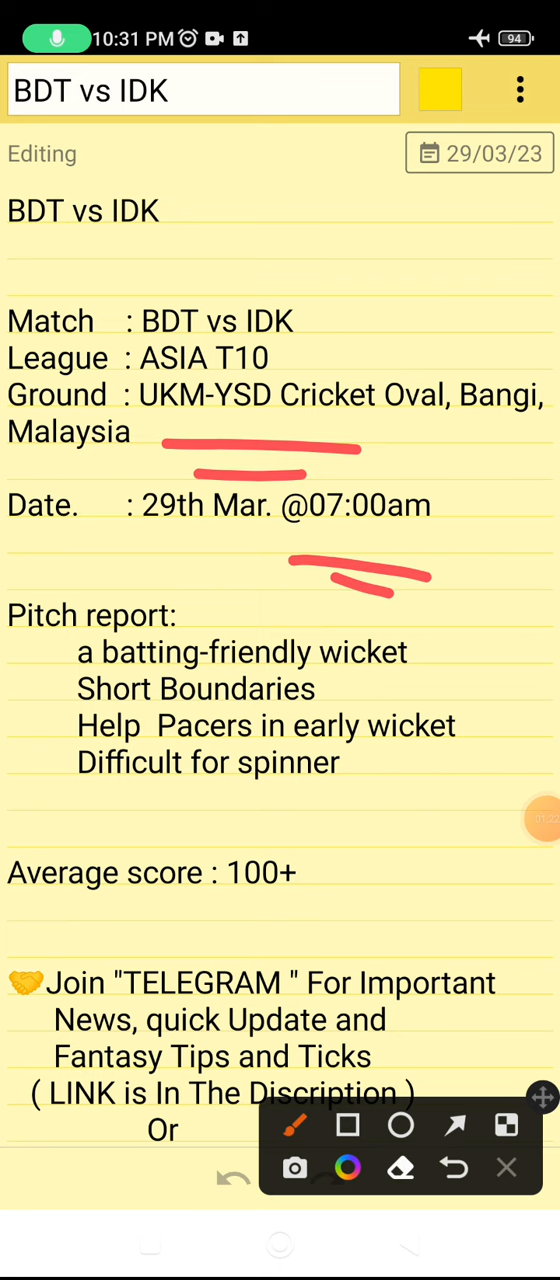 10:31 PM
94
BDT vs IDK
Editing
29/03/23
BDT vs IDK
Match : BDT vs IDK
League : ASIA T10
Ground : UKM-YSD Cricket Oval, Bangi,
Malaysia
Date. : 29th Mar. @07:00am
Pitch report:
a batting-friendly wicket
Short Boundaries
Help Pacers in early wicket
Difficult for spinner
01:22
Average score : 100+
🤝Join "TELEGRAM " For Important
News, quick Update and
Fantasy Tips and Ticks
( LINK is In The Discription )
Or